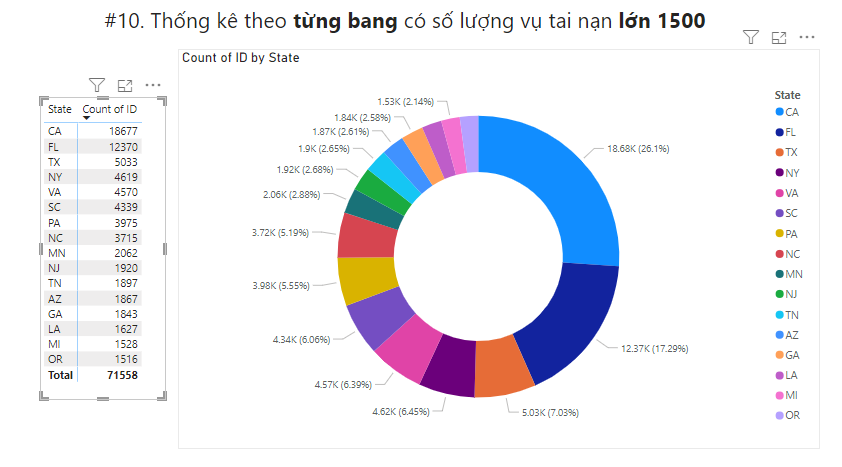 #10. Thống kê theo từng bang có số lượng vụ tai nạn lớn 1500
Count of ID by State
State Count of ID
CA 18677
FL 12370
TX 5033
NY 4619
VA 4570
SC 4339
PA 3975
NC 3715
MN 2062
NJ 1920
TN 1897
AZ 1867
GA 1843
LA 1627
MI 1528
OR 1516
Total 71558
1.53K (2.14%)
1.84K (2.58%)
1.87K (2.61%)
1.9K (2.65%)
1.92K (2.68%)
2.06K (2.88%)
3.72K (5.19%)
3.98K (5.55%)
4.34K (6.06%)
4.57K (6.39%)
4.62K (6.45%)
5.03K (7.03%)
12.37K (17.29%)
18.68K (26.1%)
State
CA
FL
TX
NY
VA
SC
PA
NC
MN
NJ
TN
AZ
GA
LA
MI
OR